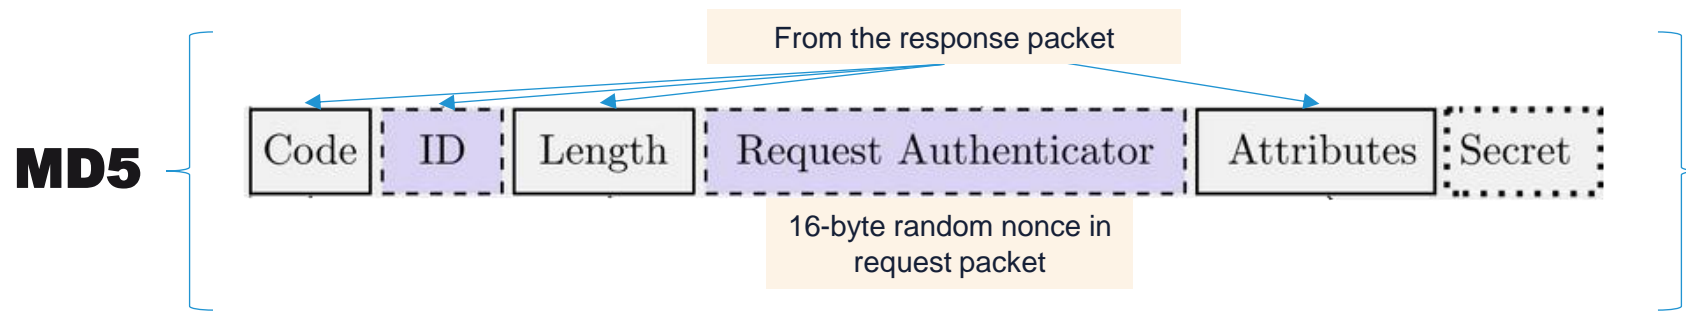 From the response packet
MD5
Code ID Length Request Authenticator Attributes Secret
16-byte random nonce in
request packet